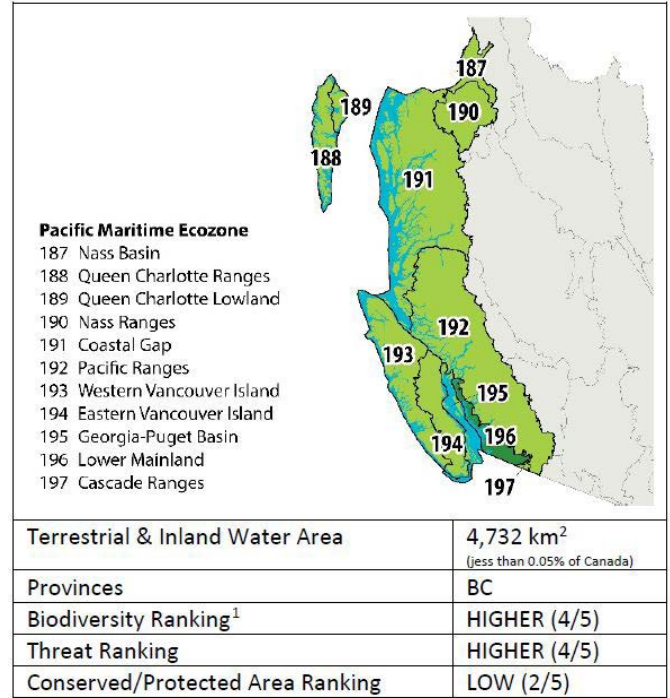 187
189
190
188
191
Pacific Maritime Ecozone
187 Nass Basin
188 Queen Charlotte Ranges
189 Queen Charlotte Lowland
190 Nass Ranges
191 Coastal Gap
192 Pacific Ranges
193 Western Vancouver Island
194 Eastern Vancouver Island
195 Georgia-Puget Basin
196 Lower Mainland
197 Cascade Ranges
192
193
195
194
196
197
Terrestrial & Inland Water Area 4,732 km²
(jess than 0.05% of Canada)
Provinces BC
Biodiversity Ranking¹ HIGHER (4/5)
Threat Ranking HIGHER (4/5)
Conserved/Protected Area Ranking LOW (2/5)